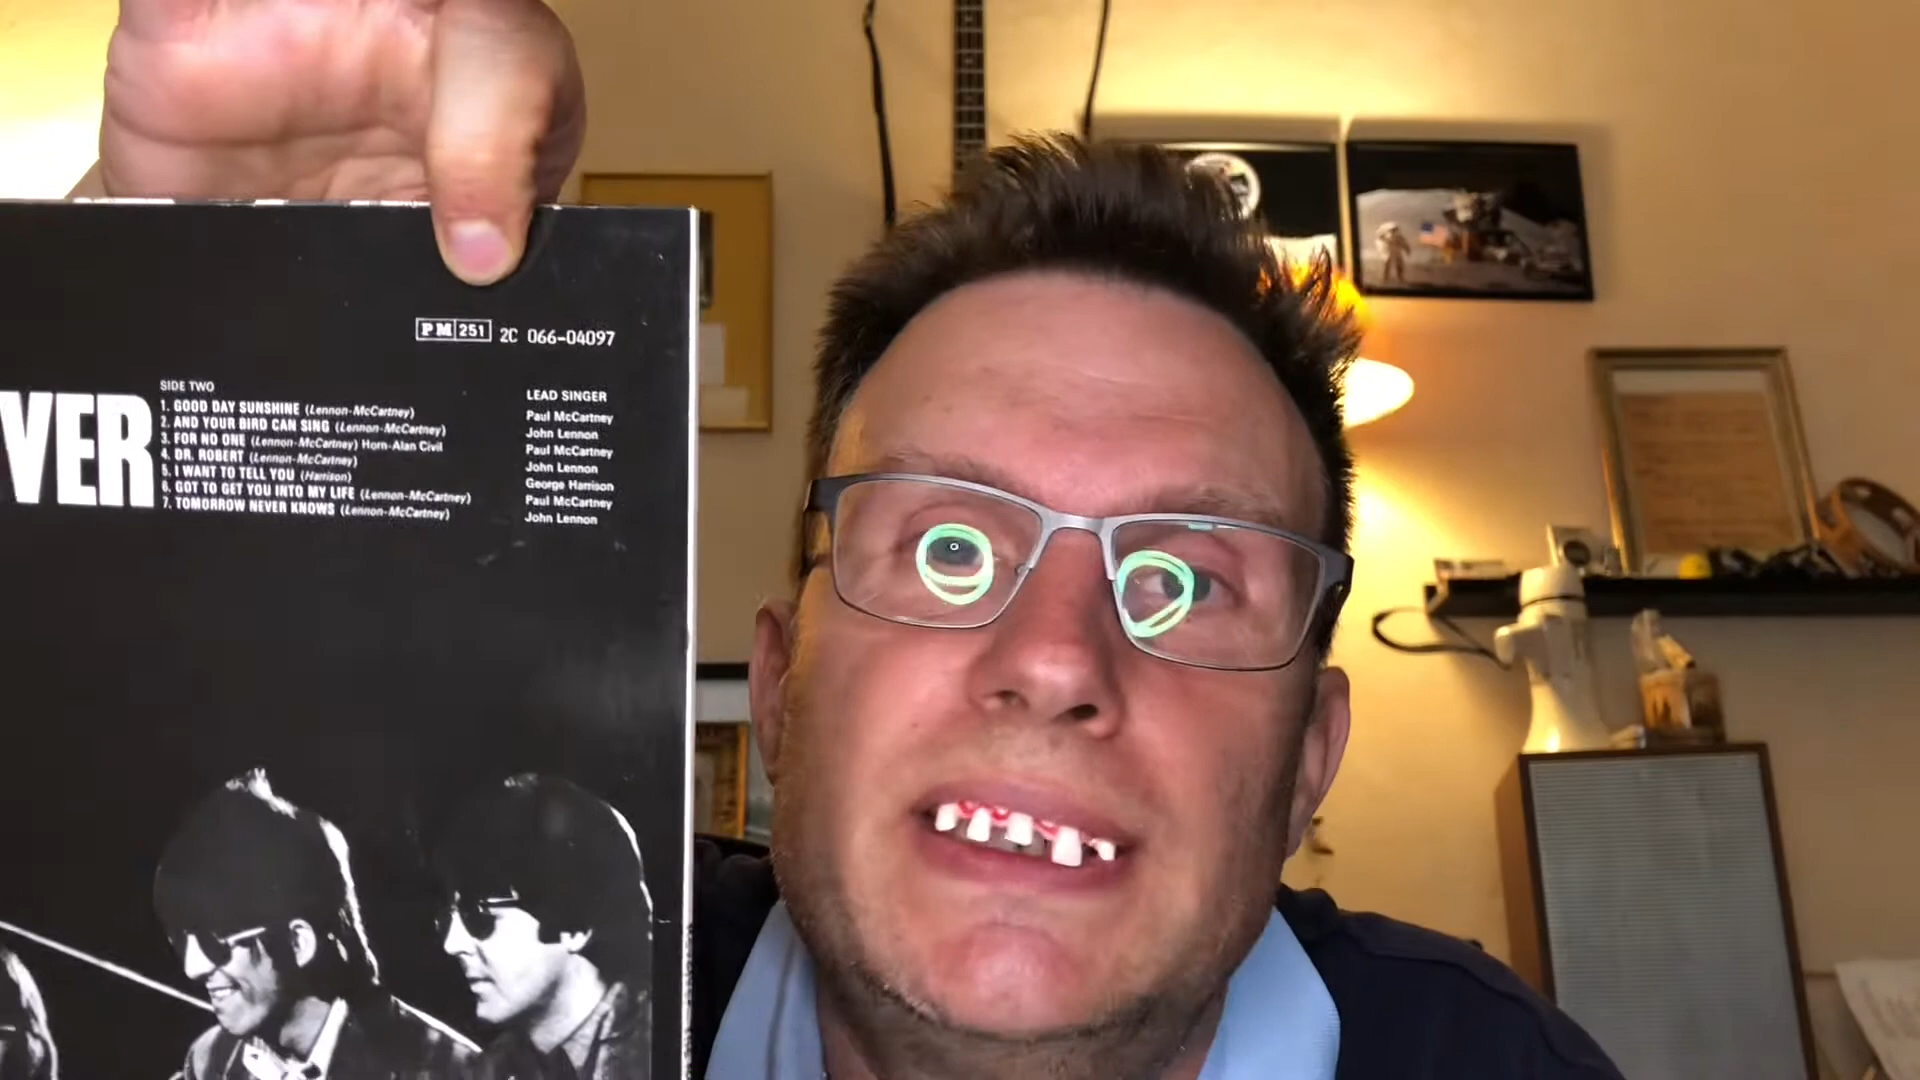 PM 251 2C 066-04097
VER
SIDE TWO
LEAD SINGER
1. GOOD DAY SUNSHINE (Lennon-McCartney) Paul McCartney
2. AND YOUR BIRD CAN SING (Lennon-McCartney) John Lennon
3. FOR NO ONE (Lennon-McCartney) Horn-Alan Civil Paul McCartney
4. DR. ROBERT (Lennon-McCartney) John Lennon
5. I WANT TO TELL YOU (Harrison) George Harrison
6. GOT TO GET YOU INTO MY LIFE (Lennon-McCartney) Paul McCartney
7. TOMORROW NEVER KNOWS (Lennon-McCartney) John Lennon